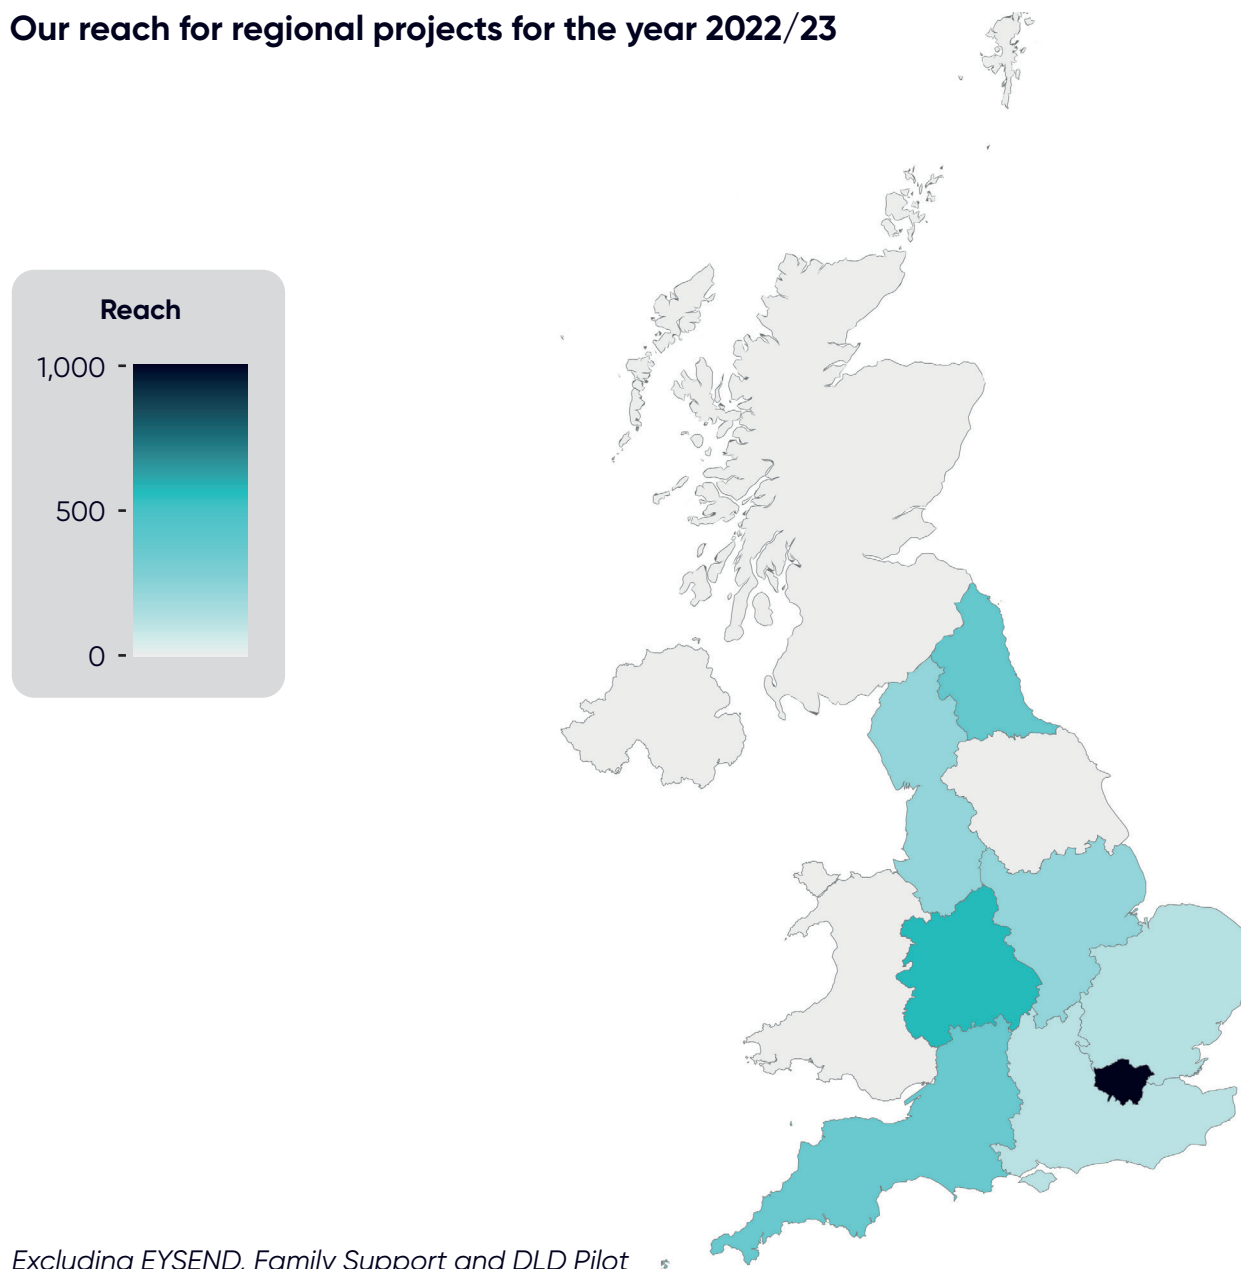 Our reach for regional projects for the year 2022/23
Reach
1,000
500
0
Excluding EYSEND, Family Support and DLD Pilot